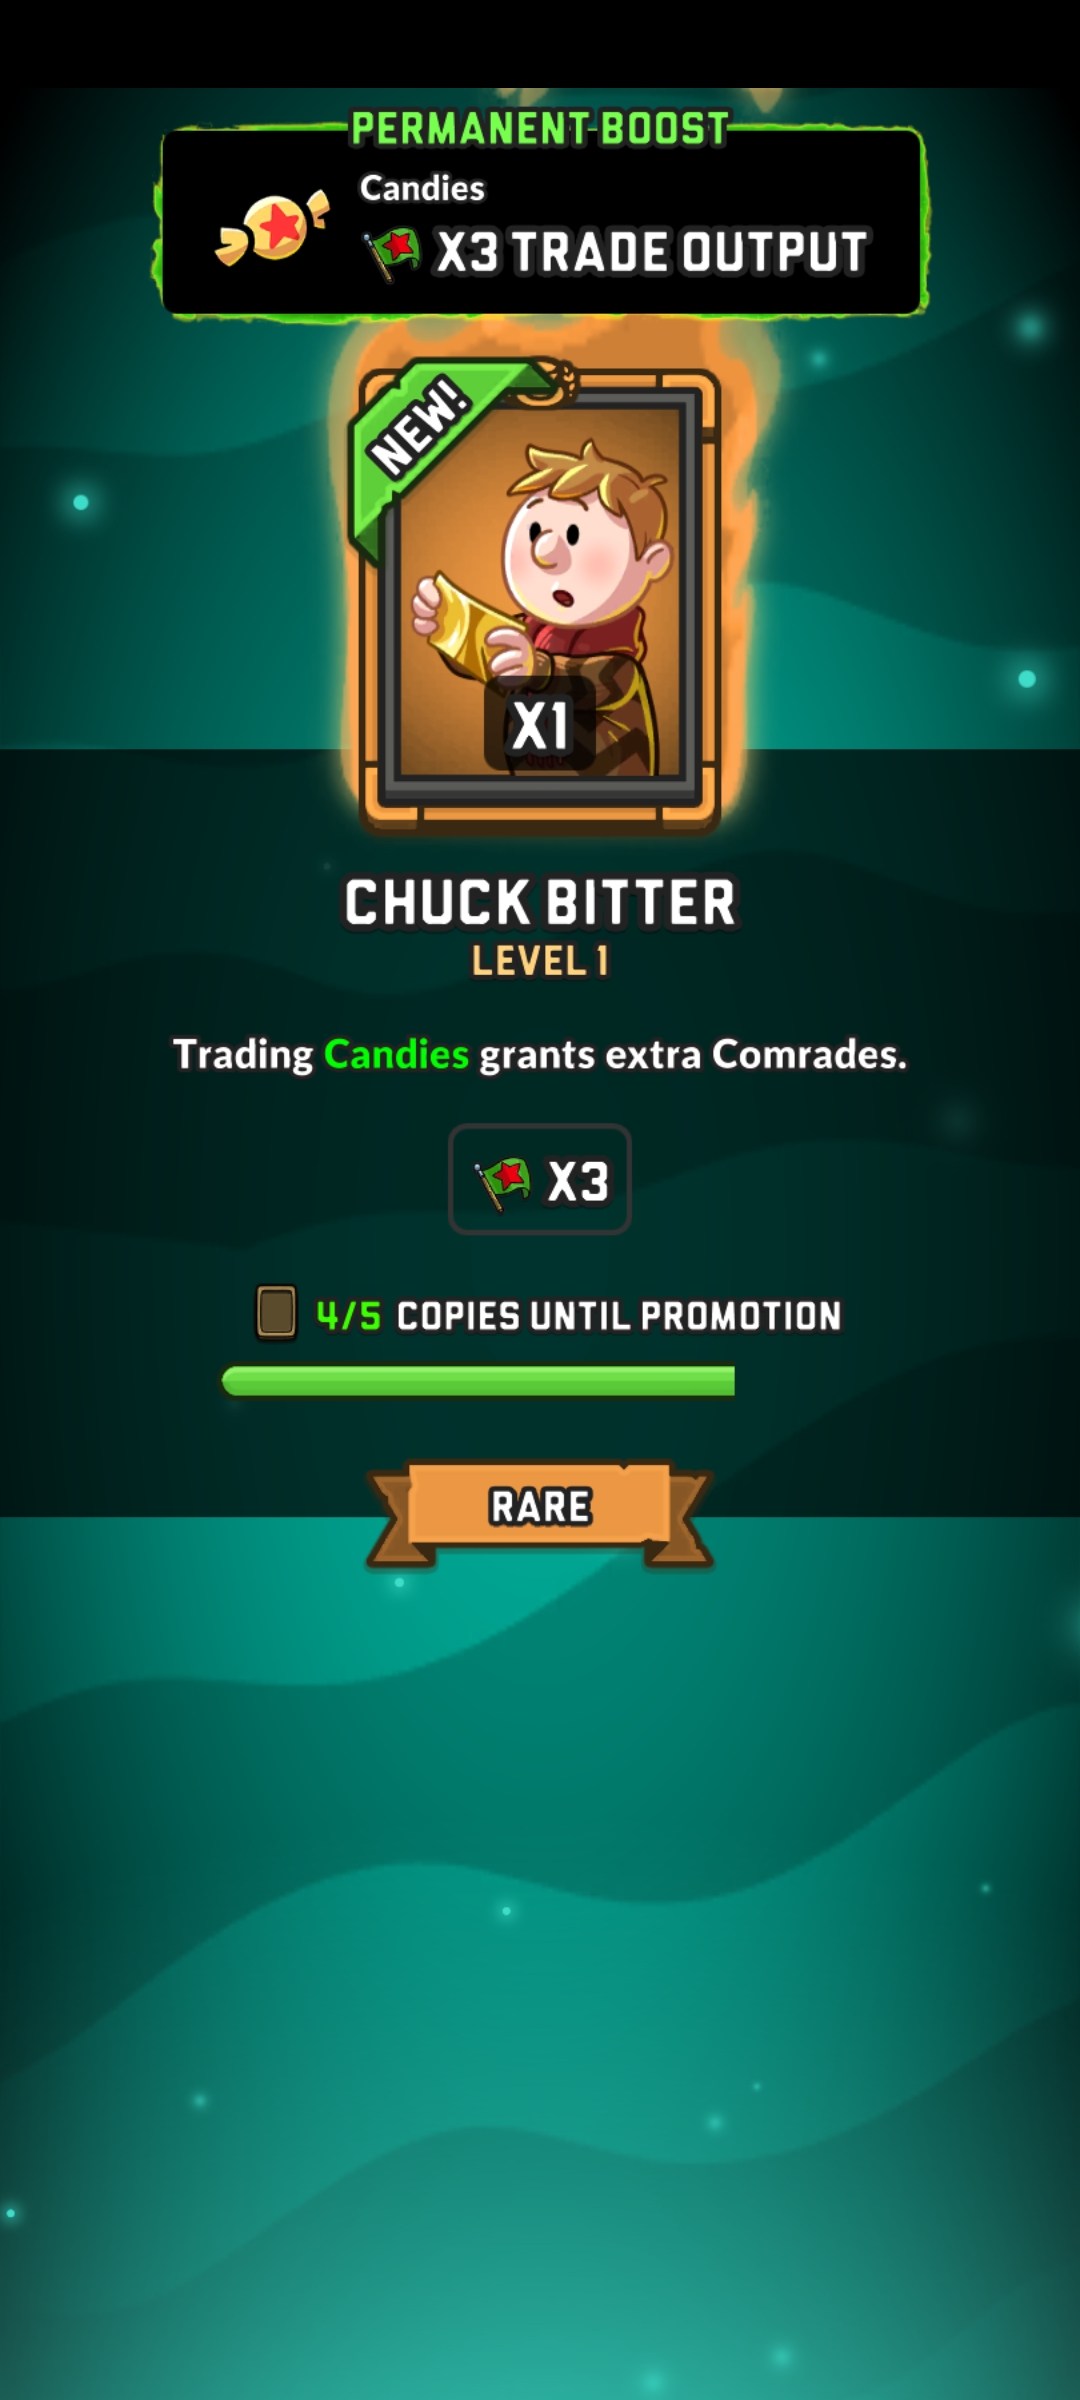 PERMANENT BOOST
Candies
X3 TRADE OUTPUT
NEW!
X1
CHUCK BITTER
LEVEL 1
Trading Candies grants extra Comrades.
X3
4/5 COPIES UNTIL PROMOTION
RARE